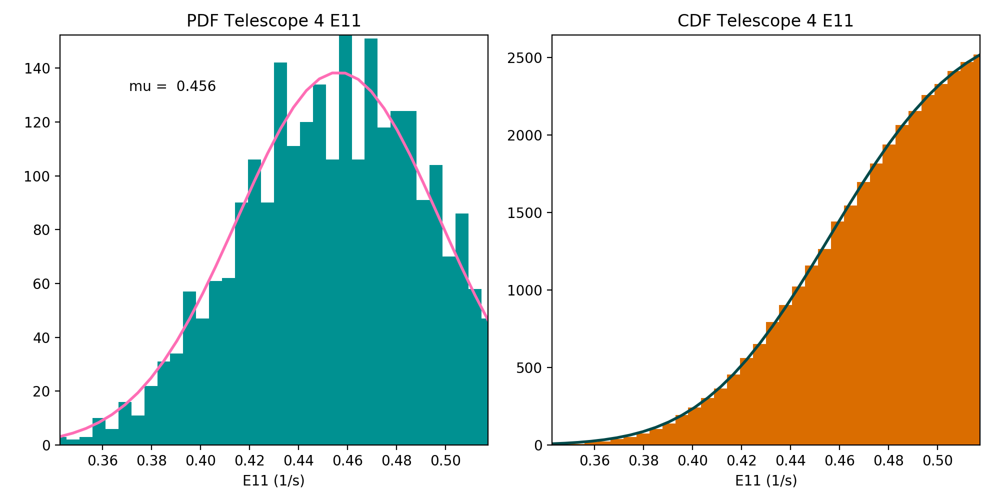 PDF Telescope 4 E11
mu =  0.456
140
120
100
80
60
40
20
0
0.36 0.38 0.40 0.42 0.44 0.46 0.48 0.50
E11 (1/s)
CDF Telescope 4 E11
2500
2000
1500
1000
500
0
0.36 0.38 0.40 0.42 0.44 0.46 0.48 0.50
E11 (1/s)